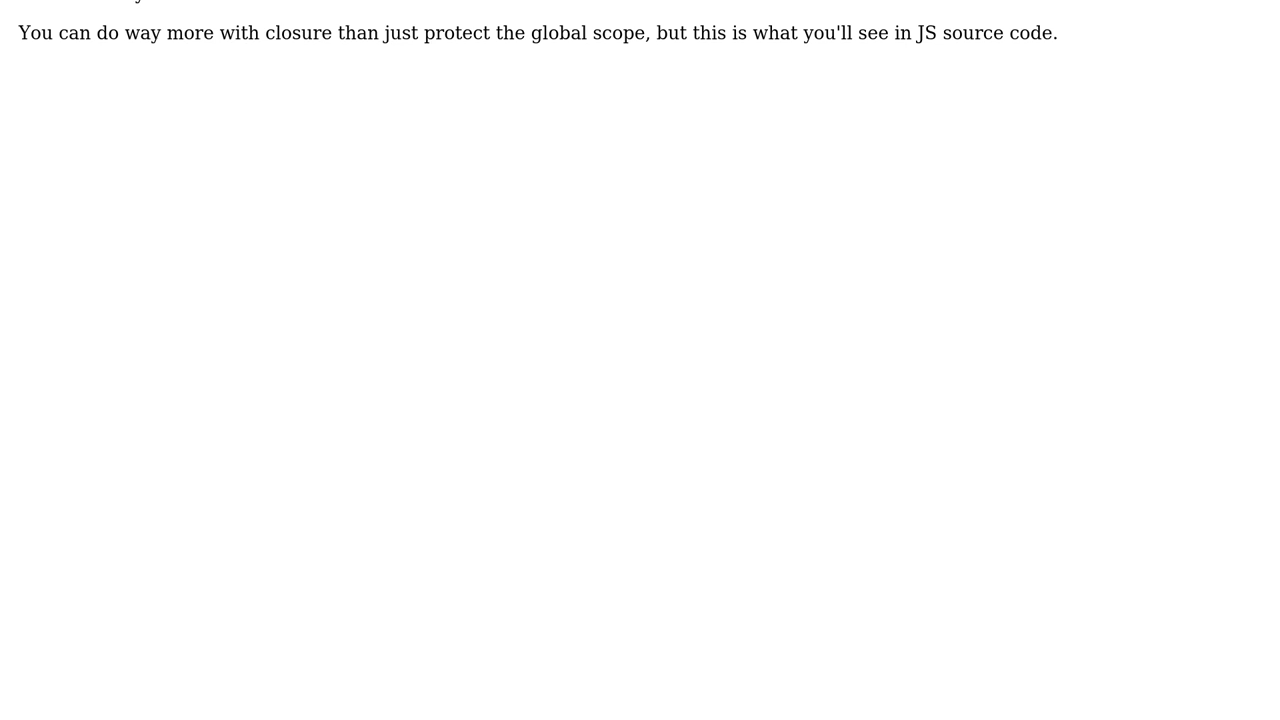 You can do way more with closure than just protect the global scope, but this is what you'll see in JS source code.